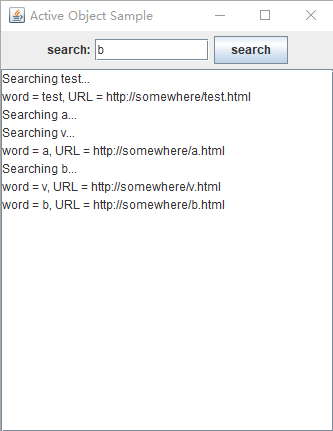 Active Object Sample
search: b search
Searching test...
word = test, URL = http://somewhere/test.html
Searching a...
Searching v...
word = a, URL = http://somewhere/a.html
Searching b...
word = v, URL = http://somewhere/v.html
word = b, URL = http://somewhere/b.html